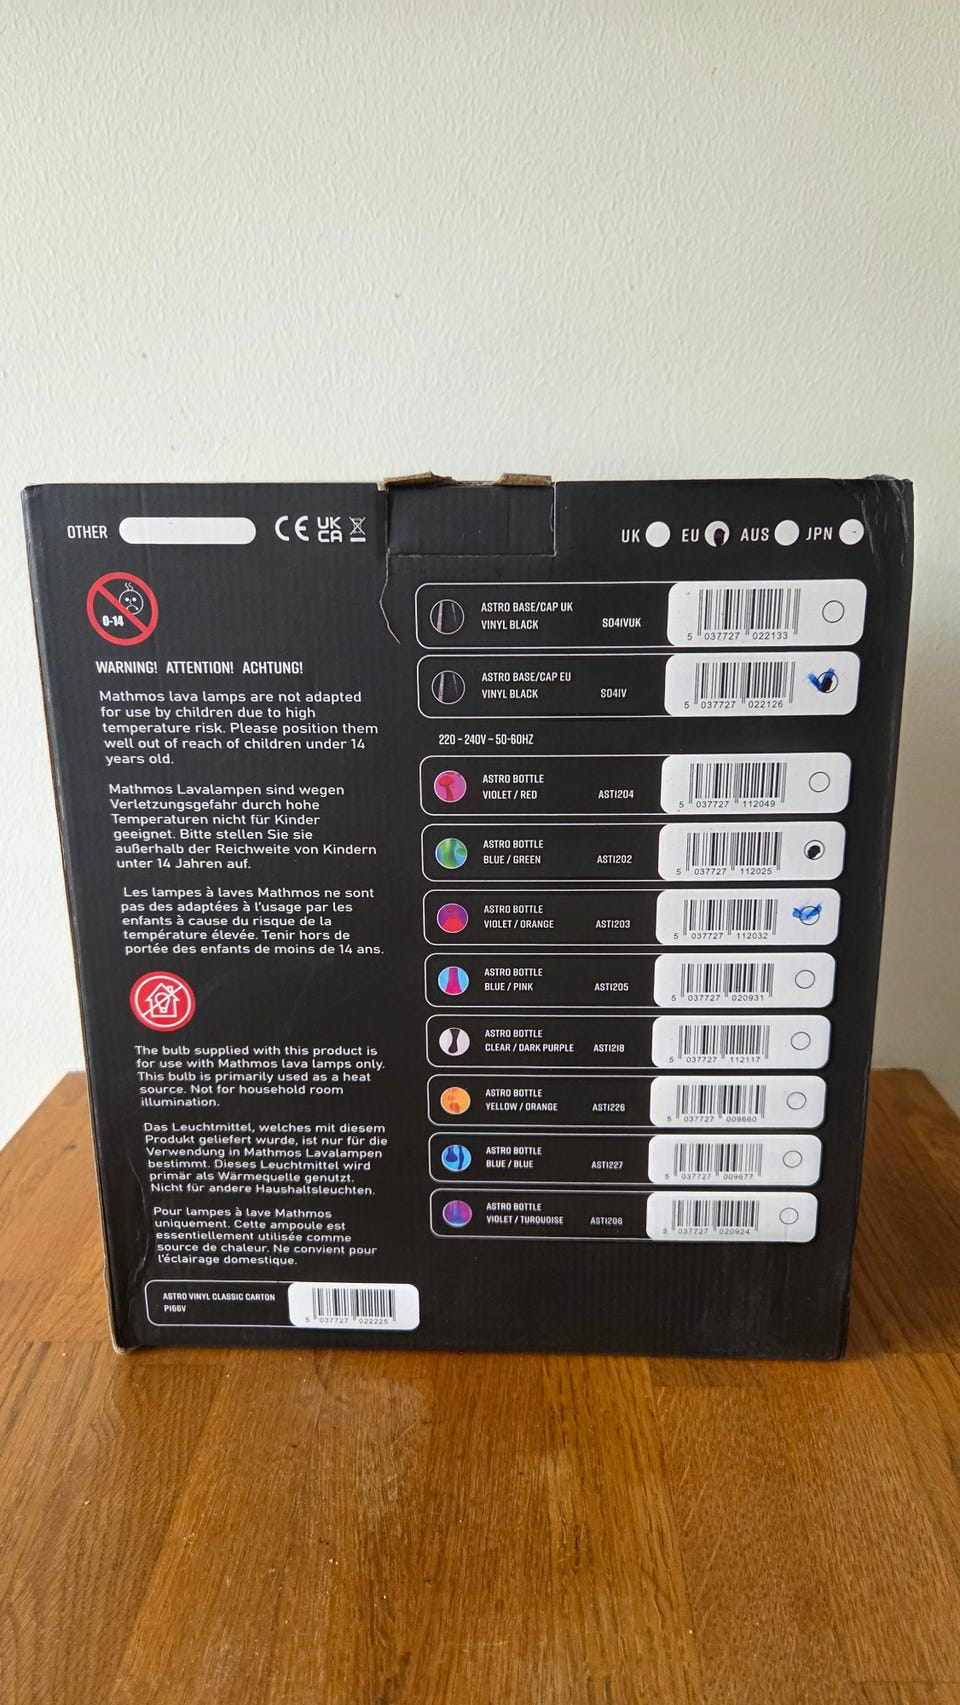 OTHER
CE UK CA
UK EU AUS JPN
0-14
WARNING! ATTENTION! ACHTUNG!
Mathmos lava lamps are not adapted
for use by children due to high
temperature risk. Please position them
well out of reach of children under 14
years old.
Mathmos Lavalampen sind wegen
Verletzungsgefahr durch hohe
Temperaturen nicht für Kinder
geeignet. Bitte stellen Sie sie
außerhalb der Reichweite von Kindern
unter 14 Jahren auf.
Les lampes à laves Mathmos ne sont
pas des adaptées à l'usage par les
enfants à cause du risque de la
température élevée. Tenir hors de
portée des enfants de moins de 14 ans.
The bulb supplied with this product is
for use with Mathmos lava lamps only.
This bulb is primarily used as a heat
source. Not for household room
illumination.
Das Leuchtmittel, welches mit diesem
Produkt geliefert wurde, ist nur für die
Verwendung in Mathmos Lavalampen
bestimmt. Dieses Leuchtmittel wird
primär als Wärmequelle genutzt.
Nicht für andere Haushaltsleuchten.
Pour lampes à lave Mathmos
uniquement. Cette ampoule est
essentiellement utilisée comme
source de chaleur. Ne convient pour
l'éclairage domestique.
ASTRO VINYL CLASSIC CARTON
P166V
5 037727 022225
ASTRO BASE/CAP UK
VINYL BLACK S041VUK
5 037727 022133
ASTRO BASE/CAP EU
VINYL BLACK S041V
5 037727 022126
220 - 240V ~ 50-60HZ
ASTRO BOTTLE
VIOLET / RED AST1204
5 037727 112049
ASTRO BOTTLE
BLUE / GREEN AST1202
5 037727 112025
ASTRO BOTTLE
VIOLET / ORANGE AST1203
5 037727 112032
ASTRO BOTTLE
BLUE / PINK AST1205
5 037727 020931
ASTRO BOTTLE
CLEAR / DARK PURPLE AST1218
5 037727 112117
ASTRO BOTTLE
YELLOW / ORANGE AST1226
5 037727 009660
ASTRO BOTTLE
BLUE / BLUE AST1227
5 037727 009677
ASTRO BOTTLE
VIOLET / TURQUOISE AST1206
5 037727 020924